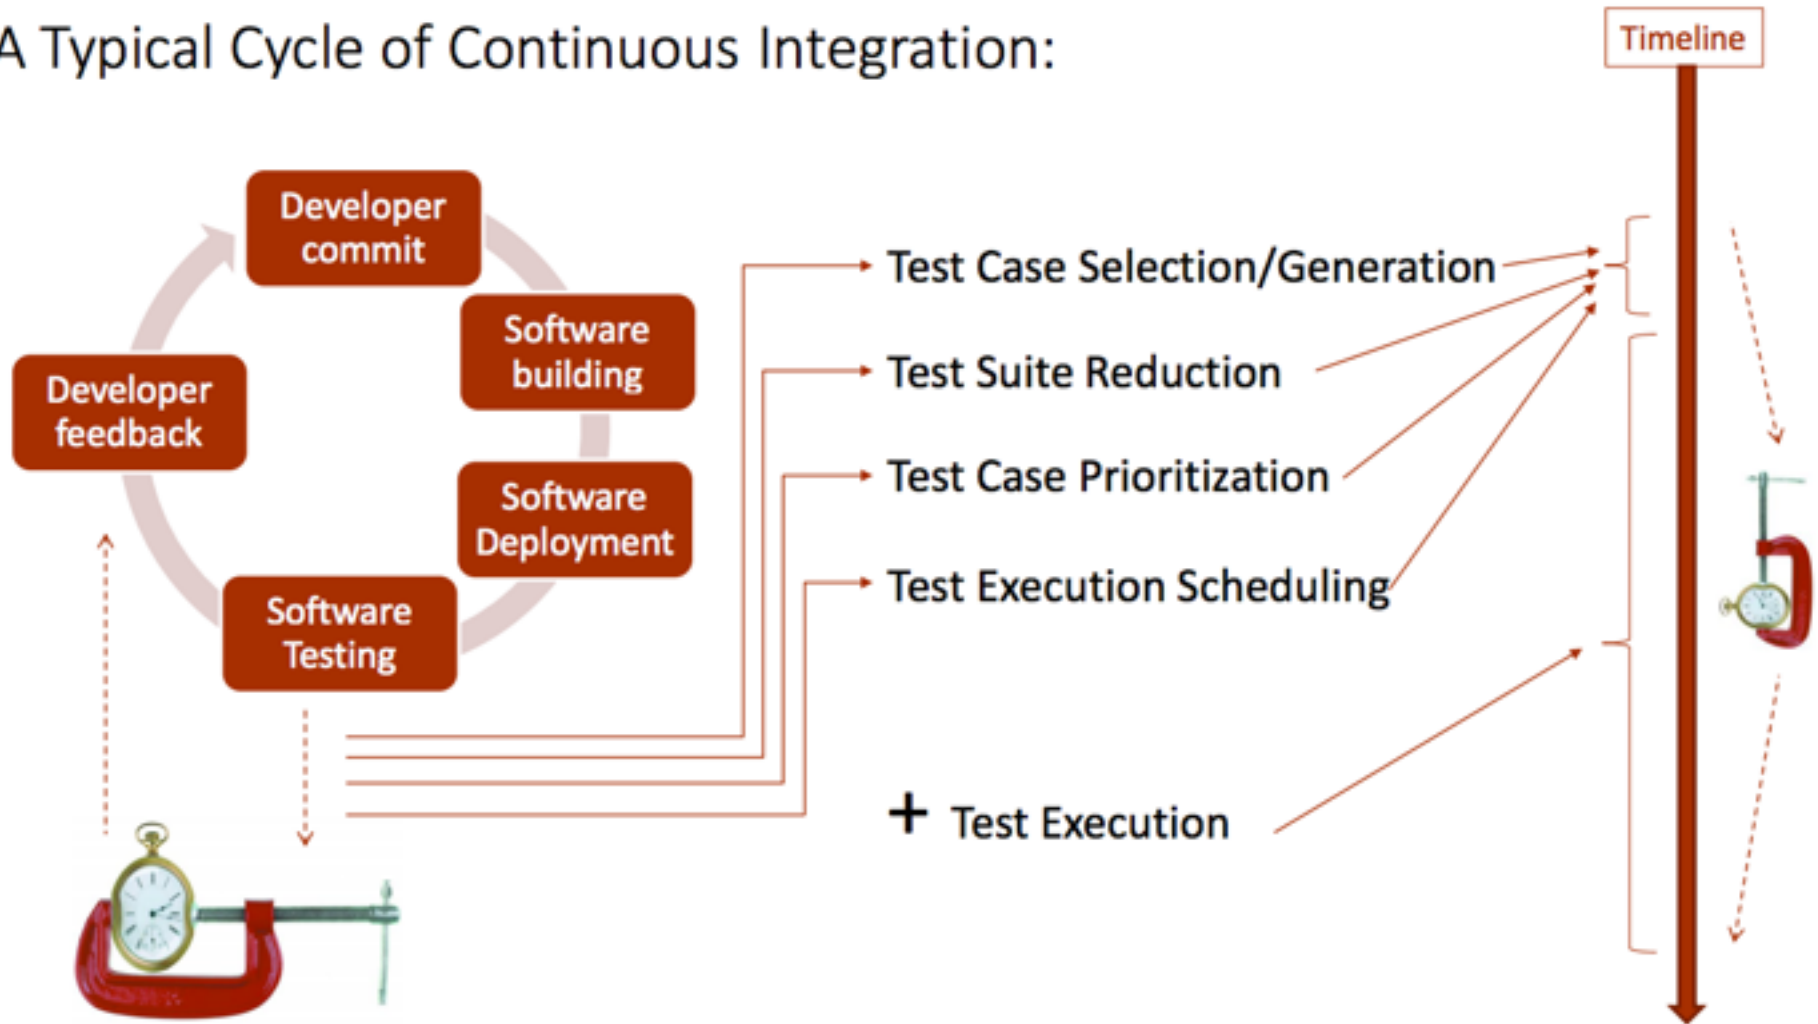 A Typical Cycle of Continuous Integration:
Timeline
Developer
commit
Software
building
Software
Deployment
Software
Testing
Developer
feedback
Test Case Selection/Generation
Test Suite Reduction
Test Case Prioritization
Test Execution Scheduling
+ Test Execution